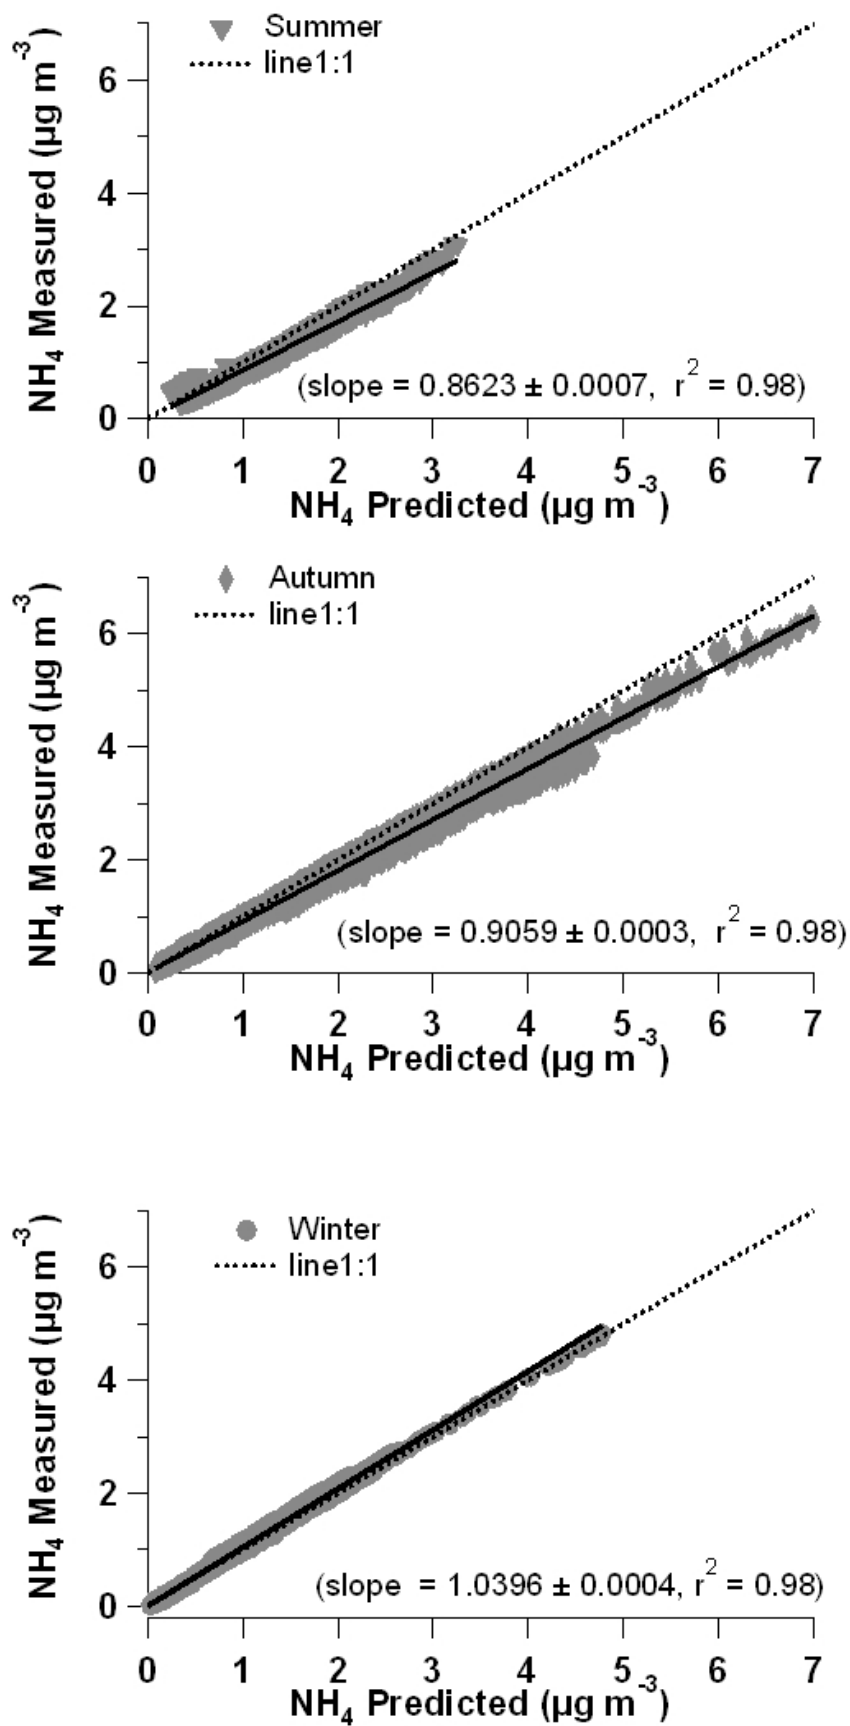 Summer
line1:1
6
4
2
0
NH₄ Measured (µg m⁻³)
(slope = 0.8623 ± 0.0007, r² = 0.98)
0 1 2 3 4 5 6 7
NH₄ Predicted (µg m⁻³)
Autumn
line1:1
6
4
2
0
NH₄ Measured (µg m⁻³)
(slope = 0.9059 ± 0.0003, r² = 0.98)
0 1 2 3 4 5 6 7
NH₄ Predicted (µg m⁻³)
Winter
line1:1
6
4
2
0
NH₄ Measured (µg m⁻³)
(slope = 1.0396 ± 0.0004, r² = 0.98)
0 1 2 3 4 5 6 7
NH₄ Predicted (µg m⁻³)